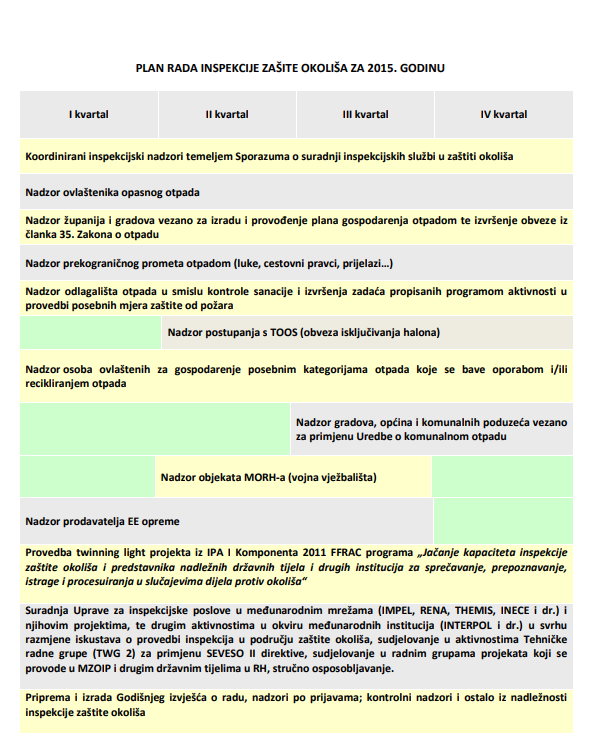 PLAN RADA INSPEKCIJE ZAŠITE OKOLIŠA ZA 2015. GODINU
I kvartal II kvartal III kvartal IV kvartal
Koordinirani inspekcijski nadzori temeljem Sporazuma o suradnji inspekcijskih službi u zaštiti okoliša
Nadzor ovlaštenika opasnog otpada
Nadzor županija i gradova vezano za izradu i provođenje plana gospodarenja otpadom te izvršenje obveze iz
članka 35. Zakona o otpadu
Nadzor prekograničnog prometa otpadom (luke, cestovni pravci, prijelazi…)
Nadzor odlagališta otpada u smislu kontrole sanacije i izvršenja zadaća propisanih programom aktivnosti u
provedbi posebnih mjera zaštite od požara
Nadzor postupanja s TOOS (obveza isključivanja halona)
Nadzor osoba ovlaštenih za gospodarenje posebnim kategorijama otpada koje se bave oporabom i/ili
recikliranjem otpada
Nadzor gradova, općina i komunalnih poduzeća vezano
za primjenu Uredbe o komunalnom otpadu
Nadzor objekata MORH-a (vojna vježbališta)
Nadzor prodavatelja EE opreme
Provedba twinning light projekta iz IPA I Komponenta 2011 FFRAC programa „Jačanje kapaciteta inspekcije
zaštite okoliša i predstavnika nadležnih državnih tijela i drugih institucija za sprečavanje, prepoznavanje,
istrage i procesuiranja u slučajevima dijela protiv okoliša“
Suradnja Uprave za inspekcijske poslove u međunarodnim mrežama (IMPEL, RENA, THEMIS, INECE i dr.) i
njihovim projektima, te drugim aktivnostima u okviru međunarodnih institucija (INTERPOL i dr.) u svrhu
razmjene iskustava o provedbi inspekcija u području zaštite okoliša, sudjelovanje u aktivnostima Tehničke
radne grupe (TWG 2) za primjenu SEVESO II direktive, sudjelovanje u radnim grupama projekata koji se
provode u MZOIP i drugim državnim tijelima u RH, stručno osposobljavanje.
Priprema i izrada Godišnjeg izvješća o radu, nadzori po prijavama; kontrolni nadzori i ostalo iz nadležnosti
inspekcije zaštite okoliša